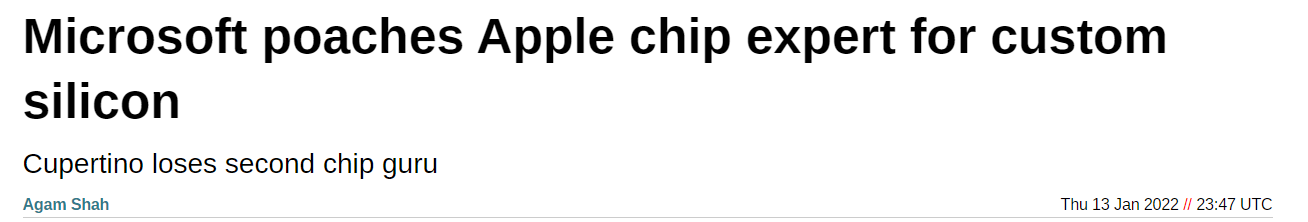 Microsoft poaches Apple chip expert for custom
silicon
Cupertino loses second chip guru
Agam Shah
Thu 13 Jan 2022 // 23:47 UTC